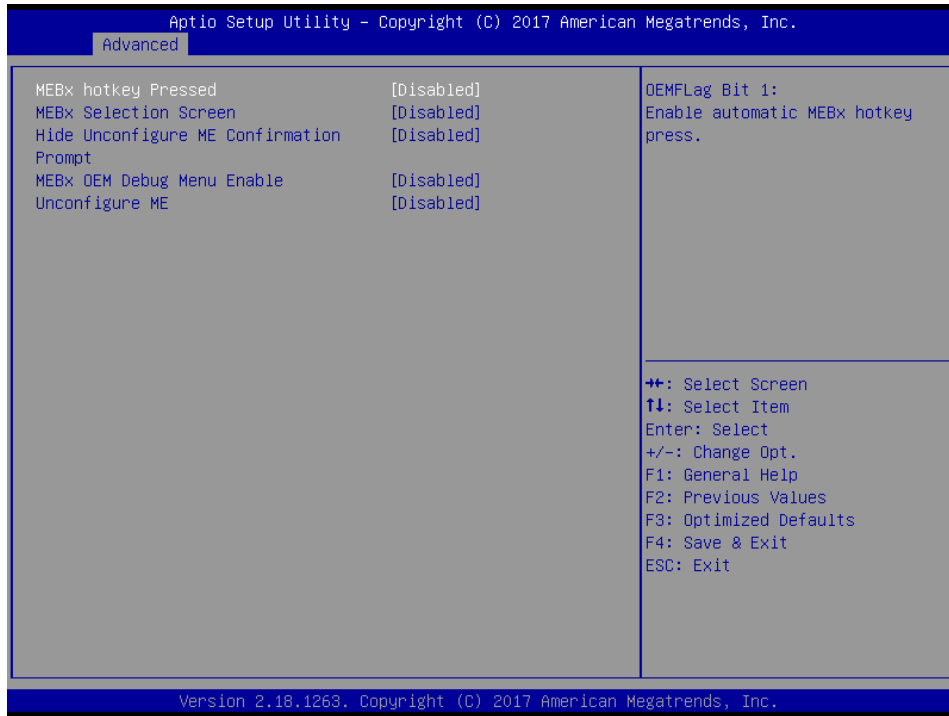 Aptio Setup Utility – Copyright (C) 2017 American Megatrends, Inc.
Advanced
MEBx hotkey Pressed [Disabled]
MEBx Selection Screen [Disabled]
Hide Unconfigure ME Confirmation [Disabled]
Prompt
MEBx OEM Debug Menu Enable [Disabled]
Unconfigure ME [Disabled]
OEMFLag Bit 1:
Enable automatic MEBx hotkey
press.
→←: Select Screen
↑↓: Select Item
Enter: Select
+/-: Change Opt.
F1: General Help
F2: Previous Values
F3: Optimized Defaults
F4: Save & Exit
ESC: Exit
Version 2.18.1263. Copyright (C) 2017 American Megatrends, Inc.